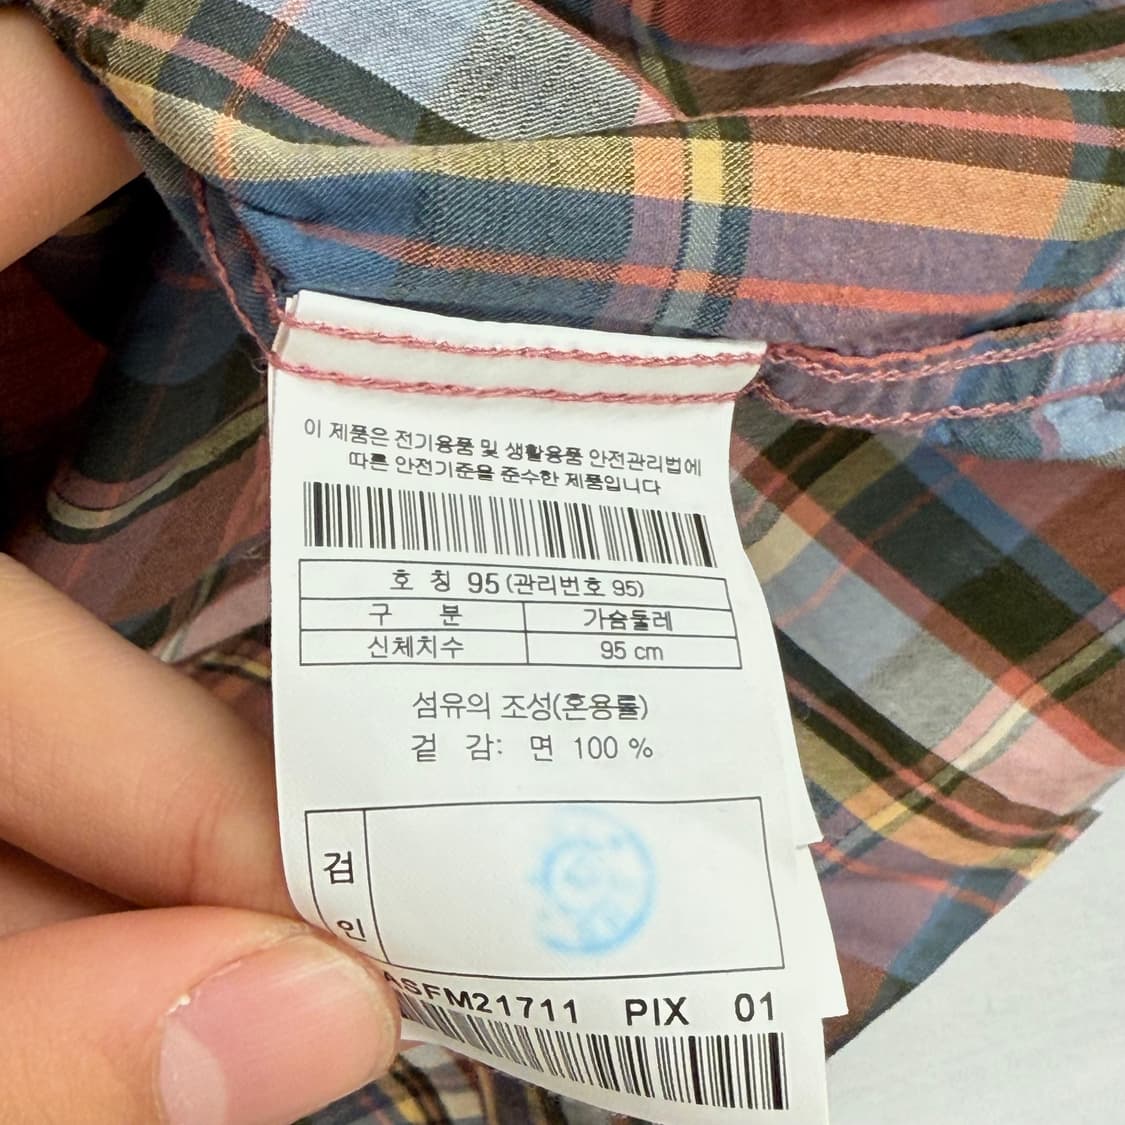 이 제품은 전기용품 및 생활용품 안전관리법에
따른 안전기준을 준수한 제품입니다
호 칭 95 (관리번호 95)
구 분 가슴둘레
신체치수 95 cm
섬유의 조성(혼용률)
겉 감: 면 100 %
검
인
ASFM21711 PIX 01